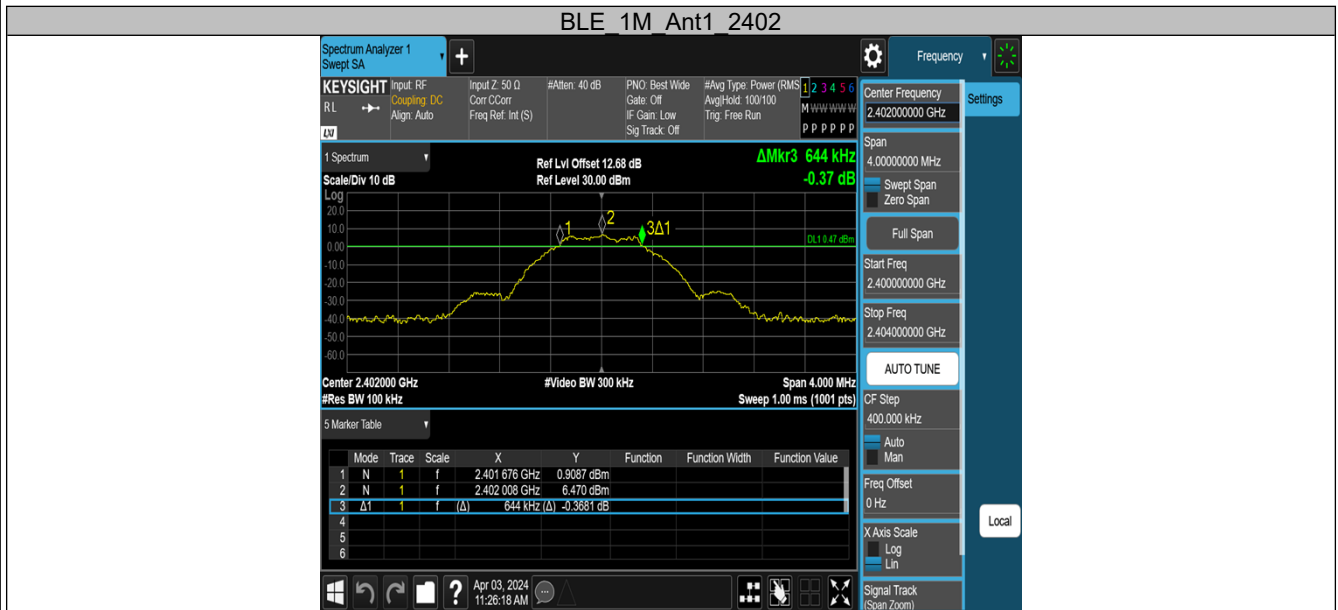 BLE_1M_Ant1_2402
Spectrum Analyzer 1
Swept SA
+
Frequency
KEYSIGHT
RL
LXI
Input: RF
Coupling: DC
Align: Auto
Input Z: 50 Ω
Corr CCorr
Freq Ref: Int (S)
#Atten: 40 dB
PNO: Best Wide
Gate: Off
IF Gain: Low
Sig Track: Off
#Avg Type: Power (RMS
Avg|Hold: 100/100
Trig: Free Run
1 2 3 4 5 6
M W W W W W
P P P P P P
1 Spectrum
Scale/Div 10 dB
Ref Lvl Offset 12.68 dB
Ref Level 30.00 dBm
ΔMkr3 644 kHz
-0.37 dB
Log
20.0
10.0
0.00
-10.0
-20.0
-30.0
-40.0
-50.0
-60.0
1
2
3Δ1
DL1 0.47 dBm
Center 2.402000 GHz
#Video BW 300 kHz
Span 4.000 MHz
#Res BW 100 kHz
Sweep 1.00 ms (1001 pts)
5 Marker Table
Mode Trace Scale X Y Function Function Width Function Value
1 N 1 f 2.401 676 GHz 0.9087 dBm
2 N 1 f 2.402 008 GHz 6.470 dBm
3 Δ1 1 f (Δ) 644 kHz (Δ) -0.3681 dB
4
5
6
?
Apr 03, 2024
11:26:18 AM
Center Frequency
2.402000000 GHz
Settings
Span
4.00000000 MHz
Swept Span
Zero Span
Full Span
Start Freq
2.400000000 GHz
Stop Freq
2.404000000 GHz
AUTO TUNE
CF Step
400.000 kHz
Auto
Man
Freq Offset
0 Hz
X Axis Scale
Log
Lin
Local
Signal Track
(Span Zoom)